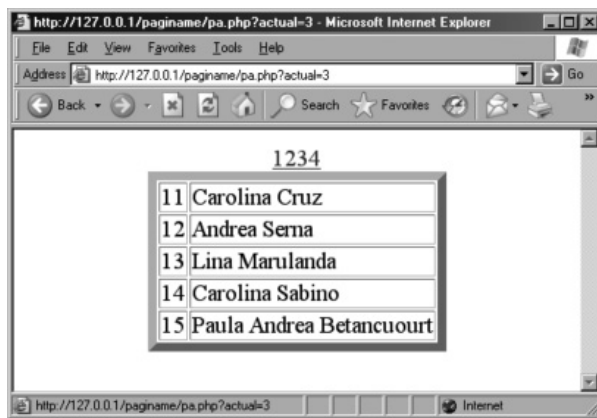 http://127.0.0.1/paginame/pa.php?actual=3 - Microsoft Internet Explorer
File Edit View Favorites Tools Help
Address http://127.0.0.1/paginame/pa.php?actual=3 Go
Back Search Favorites »
1234
11 Carolina Cruz
12 Andrea Serna
13 Lina Marulanda
14 Carolina Sabino
15 Paula Andrea Betancuourt
http://127.0.0.1/paginame/pa.php?actual=3 Internet